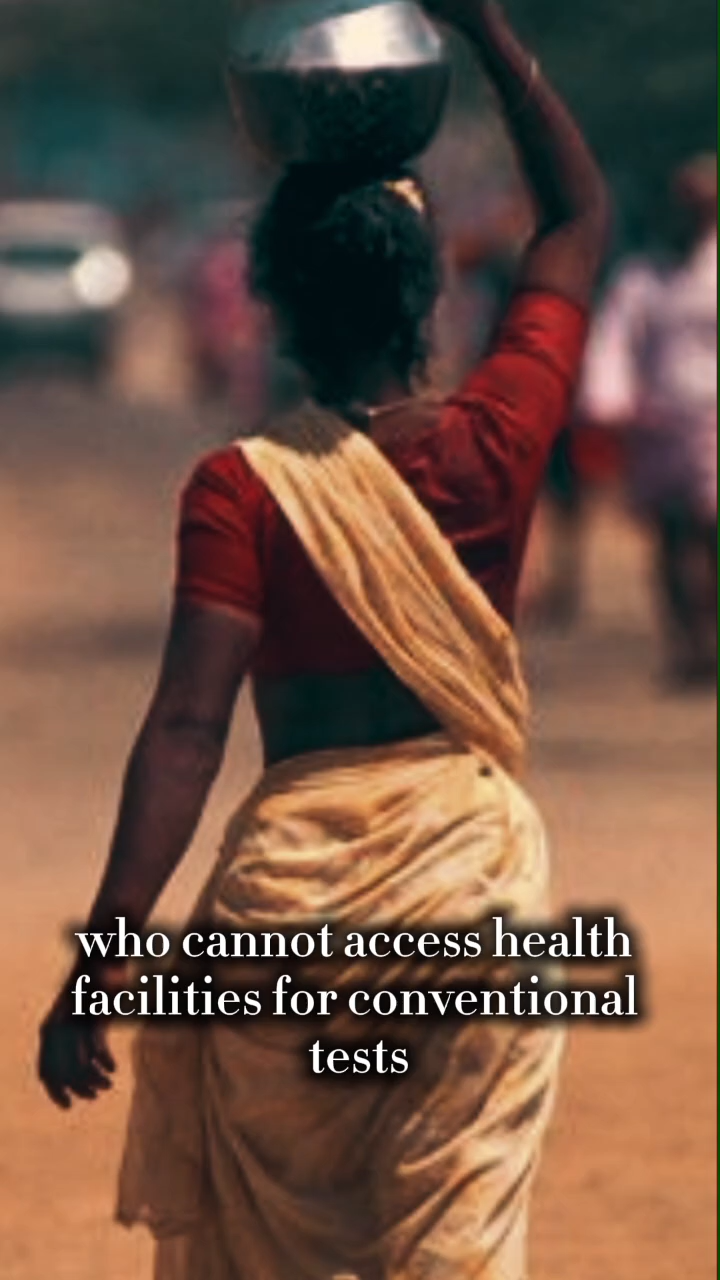 who cannot access health
facilities for conventional
tests